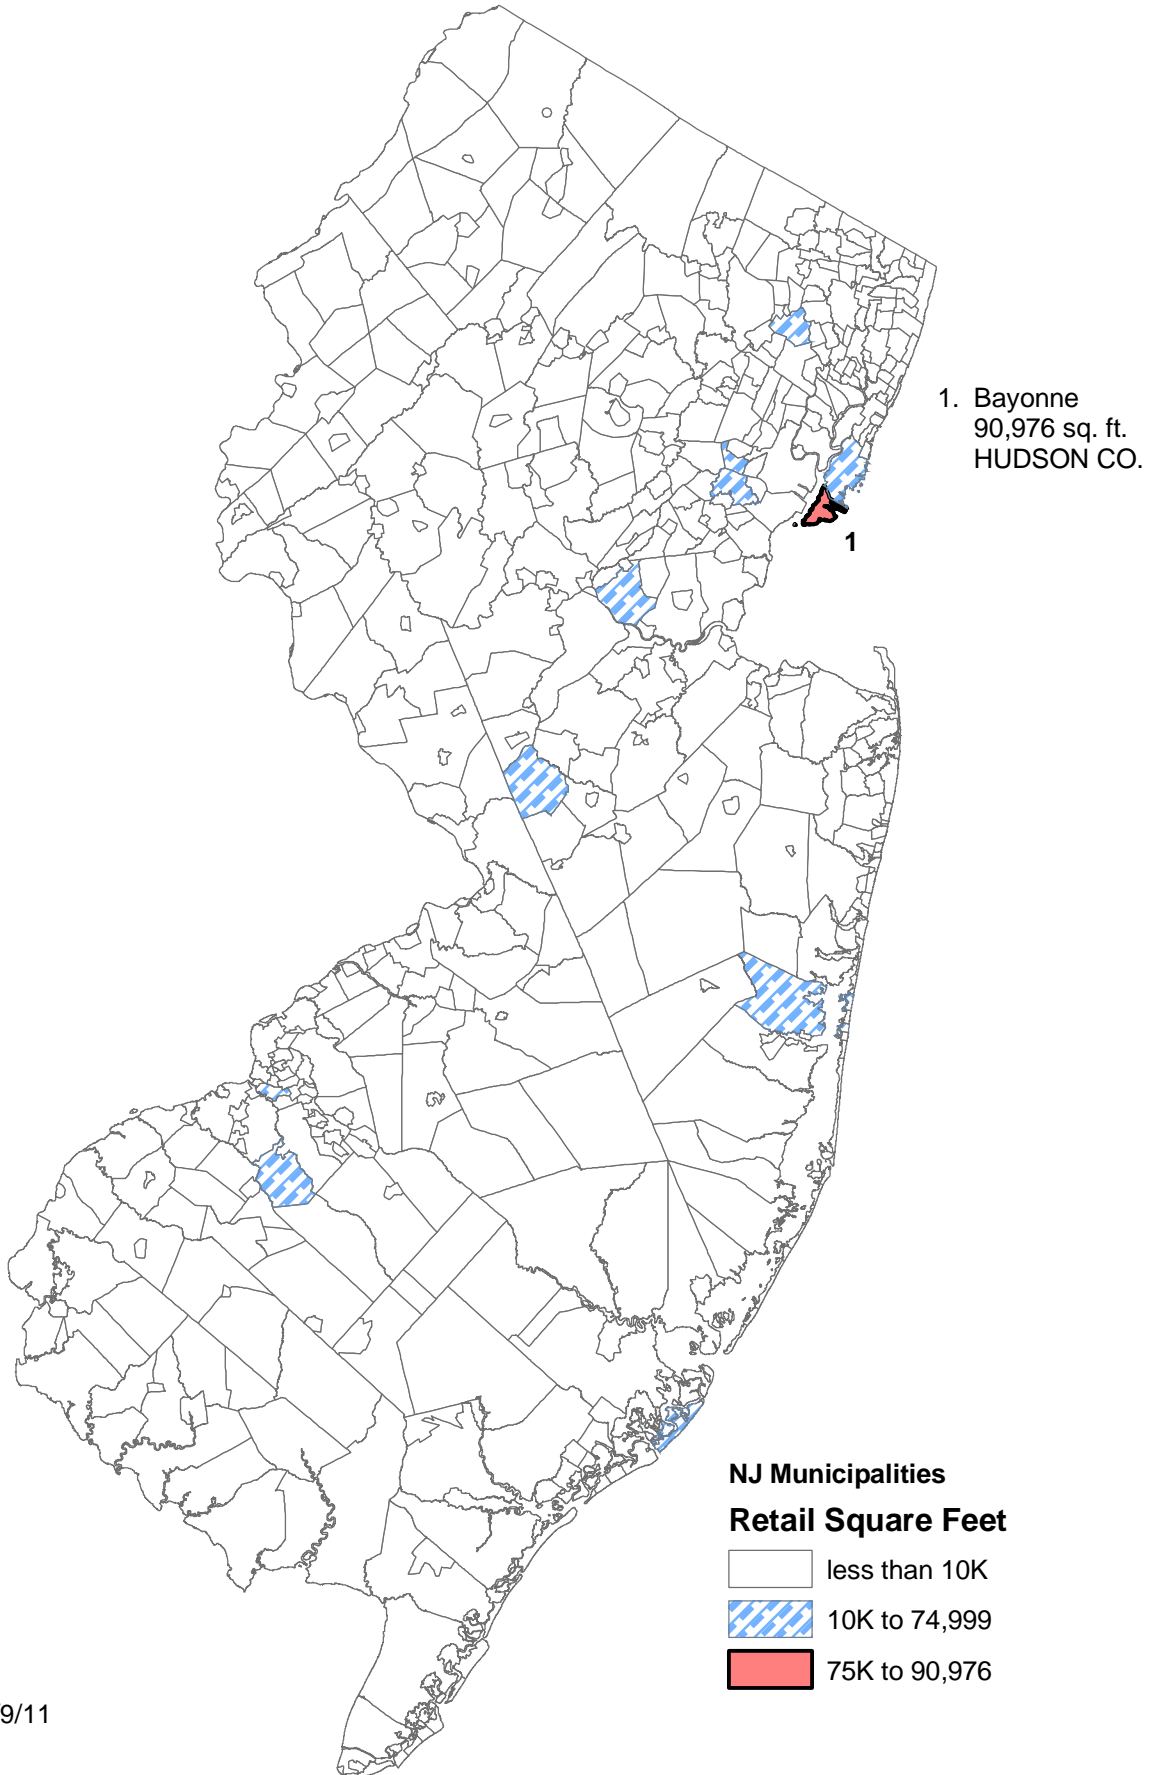 1. Bayonne
90,976 sq. ft.
HUDSON CO.
1
NJ Municipalities
Retail Square Feet
less than 10K
10K to 74,999
75K to 90,976
9/11